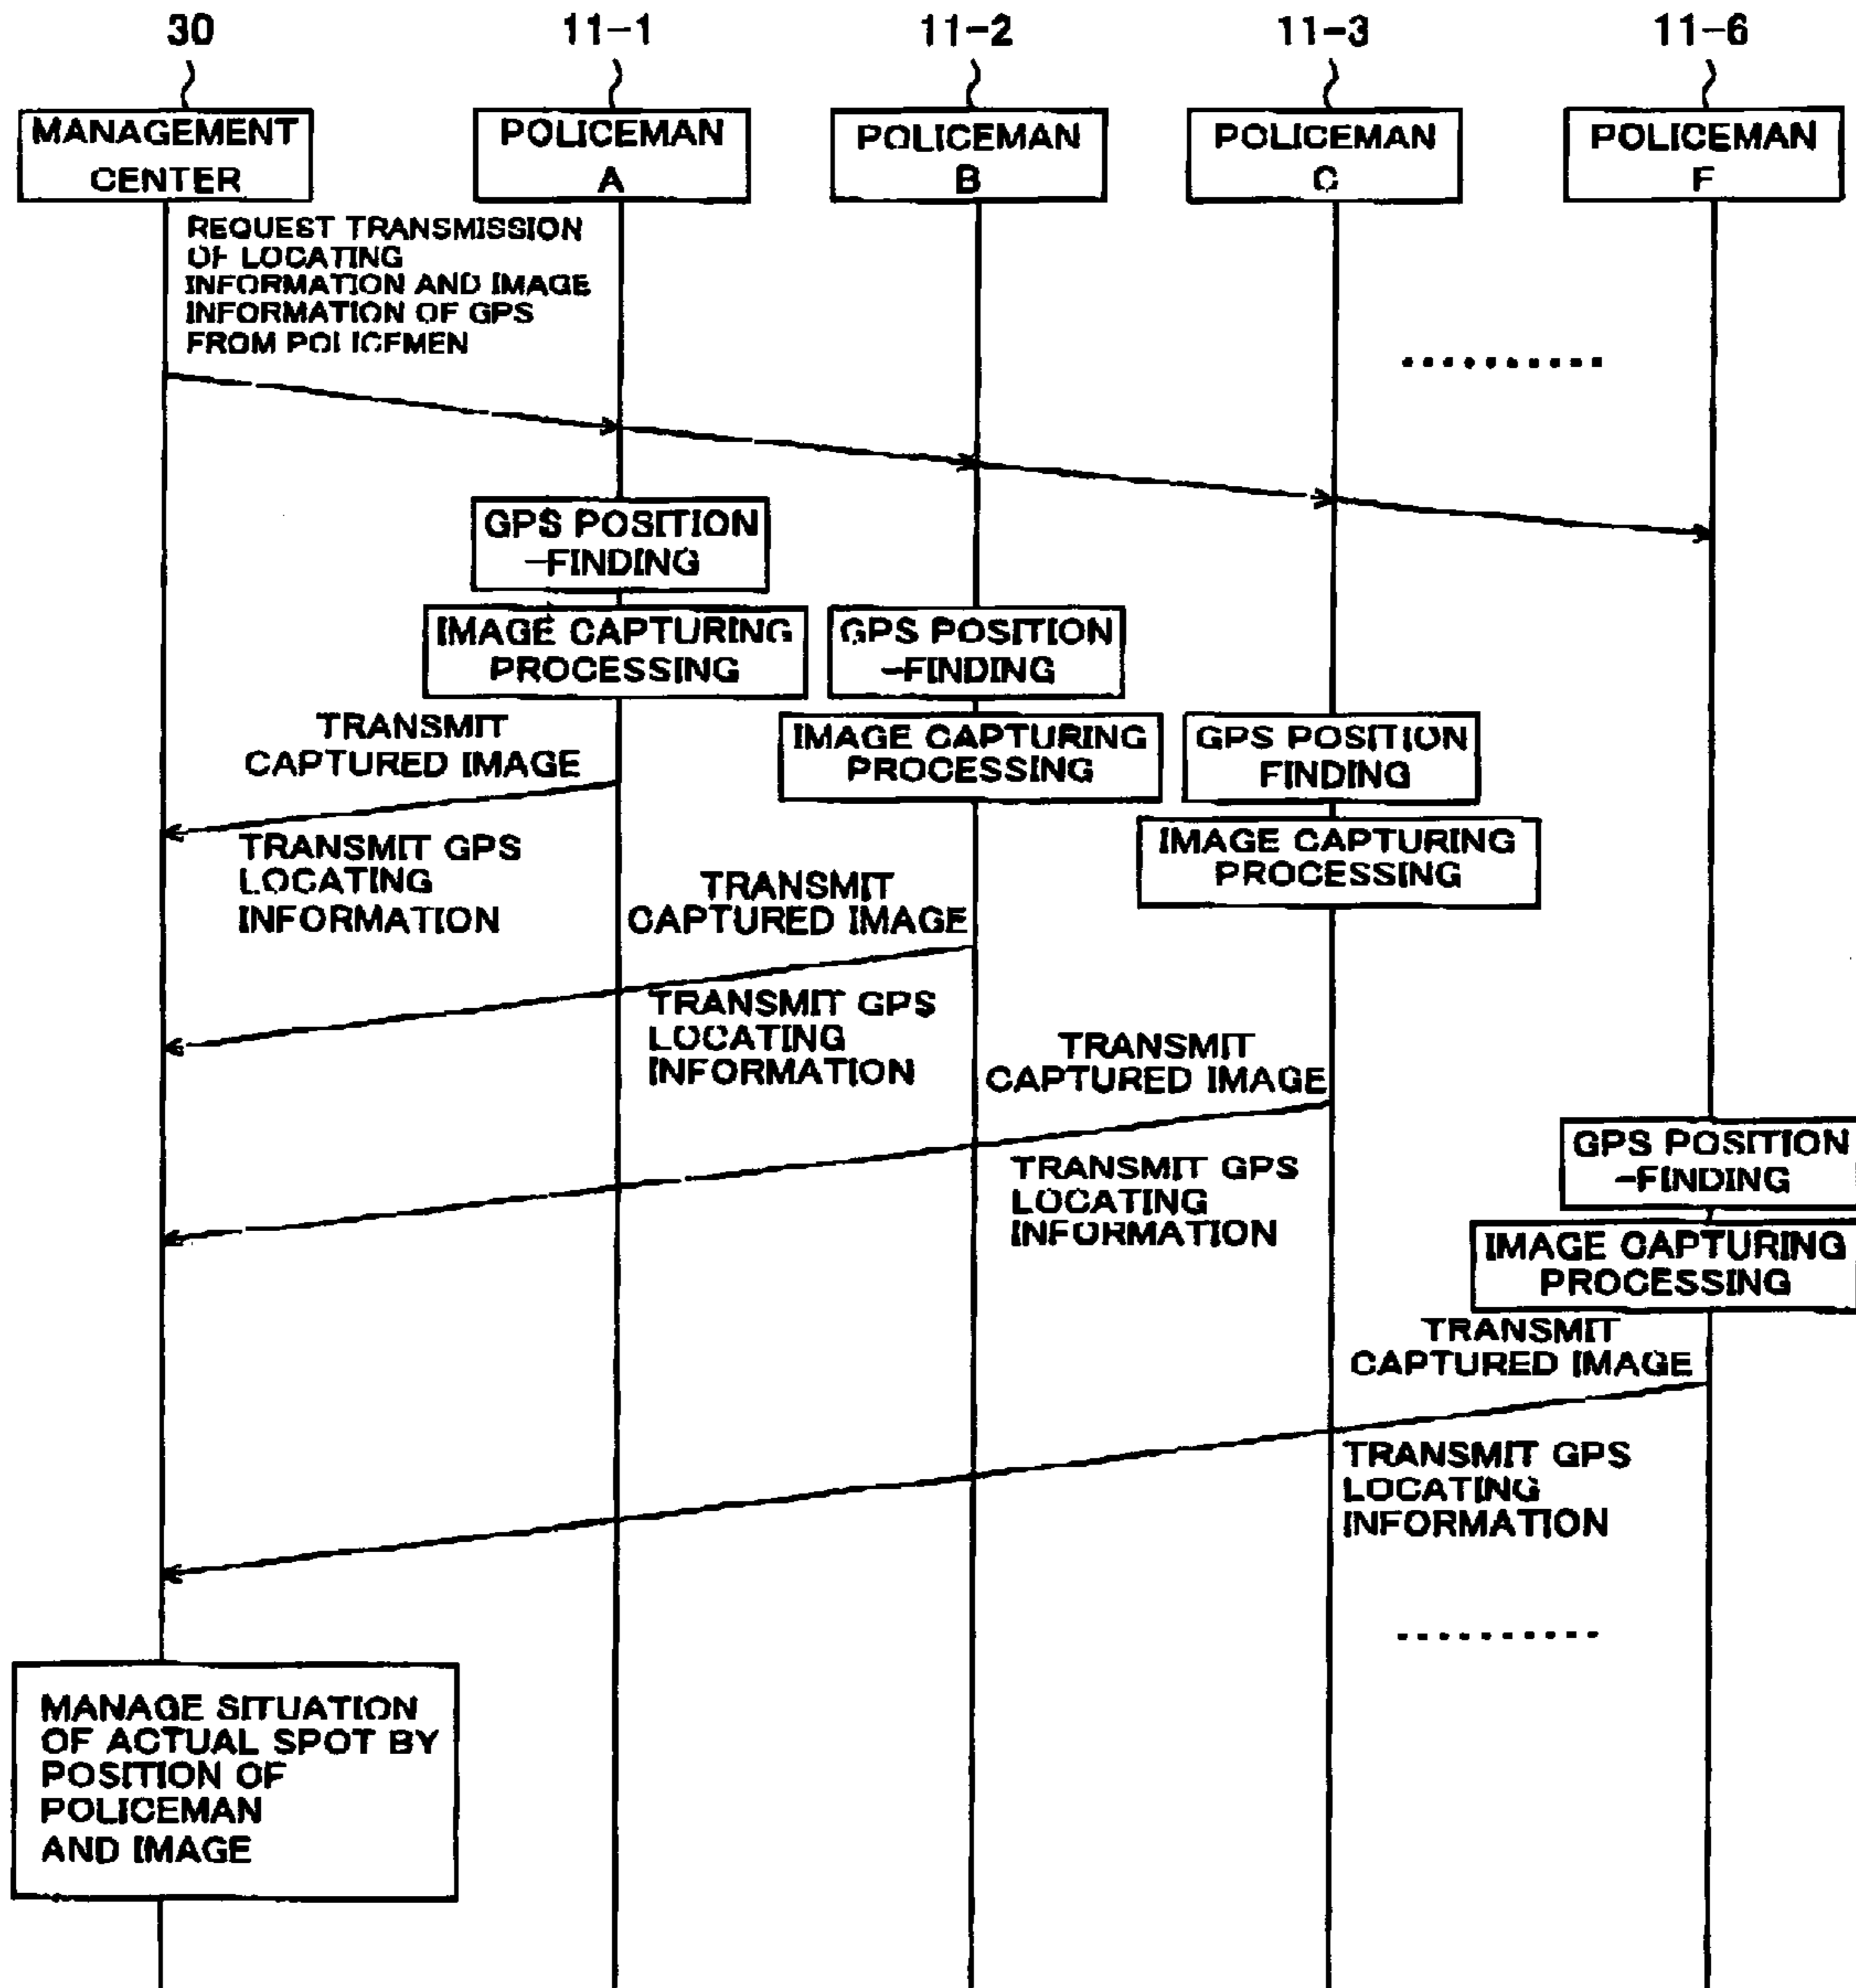 30
11-1
11-2
11-3
11-6
MANAGEMENT
CENTER
POLICEMAN
A
POLICEMAN
B
POLICEMAN
C
POLICEMAN
F
REQUEST TRANSMISSION
OF LOCATING
INFORMATION AND IMAGE
INFORMATION OF GPS
FROM POLICEMEN
GPS POSITION
-FINDING
IMAGE CAPTURING
PROCESSING
GPS POSITION
-FINDING
IMAGE CAPTURING
PROCESSING
GPS POSITION
FINDING
IMAGE CAPTURING
PROCESSING
TRANSMIT
CAPTURED IMAGE
TRANSMIT GPS
LOCATING
INFORMATION
TRANSMIT
CAPTURED IMAGE
TRANSMIT GPS
LOCATING
INFORMATION
TRANSMIT
CAPTURED IMAGE
TRANSMIT GPS
LOCATING
INFORMATION
GPS POSITION
-FINDING
IMAGE CAPTURING
PROCESSING
TRANSMIT
CAPTURED IMAGE
TRANSMIT GPS
LOCATING
INFORMATION
MANAGE SITUATION
OF ACTUAL SPOT BY
POSITION OF
POLICEMAN
AND IMAGE